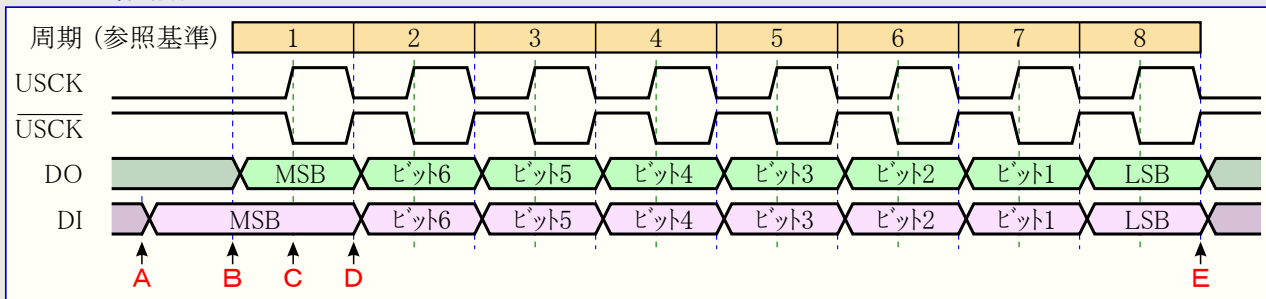 周期 (参照基準) 1 2 3 4 5 6 7 8
USCK
USCK
DO MSB ビット6 ビット5 ビット4 ビット3 ビット2 ビット1 LSB
DI MSB ビット6 ビット5 ビット4 ビット3 ビット2 ビット1 LSB
A B C D E